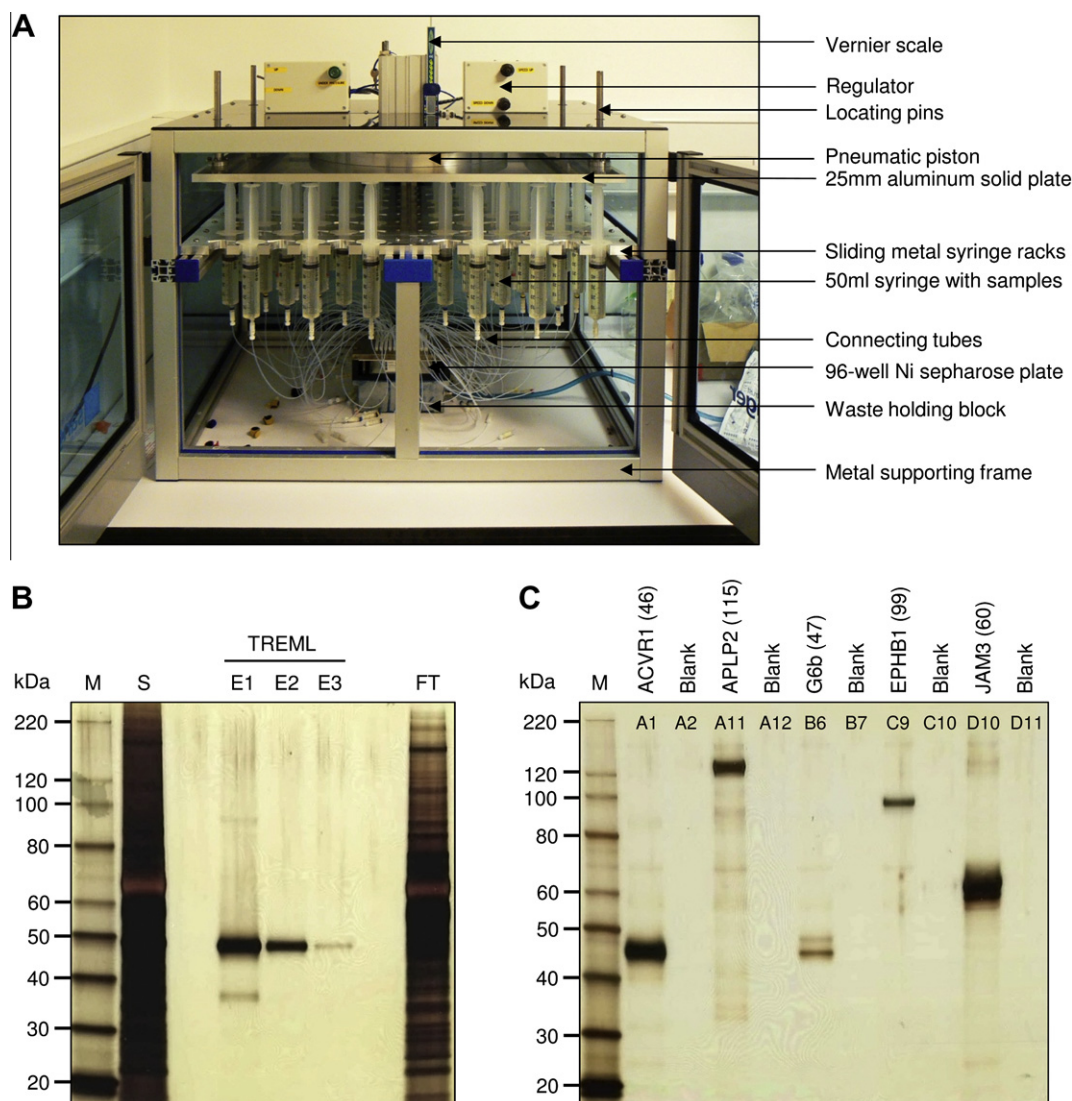 A
Vernier scale
Regulator
Locating pins
Pneumatic piston
25mm aluminum solid plate
Sliding metal syringe racks
50ml syringe with samples
Connecting tubes
96-well Ni sepharose plate
Waste holding block
Metal supporting frame
B
TREML
kDa M S E1 E2 E3 FT
220
120
100
80
60
50
40
30
20
C
kDa M ACVR1 (46) Blank APLP2 (115) Blank G6b (47) Blank EPHB1 (99) Blank JAM3 (60) Blank
220 A1 A2 A11 A12 B6 B7 C9 C10 D10 D11
120
100
80
60
50
40
30
20